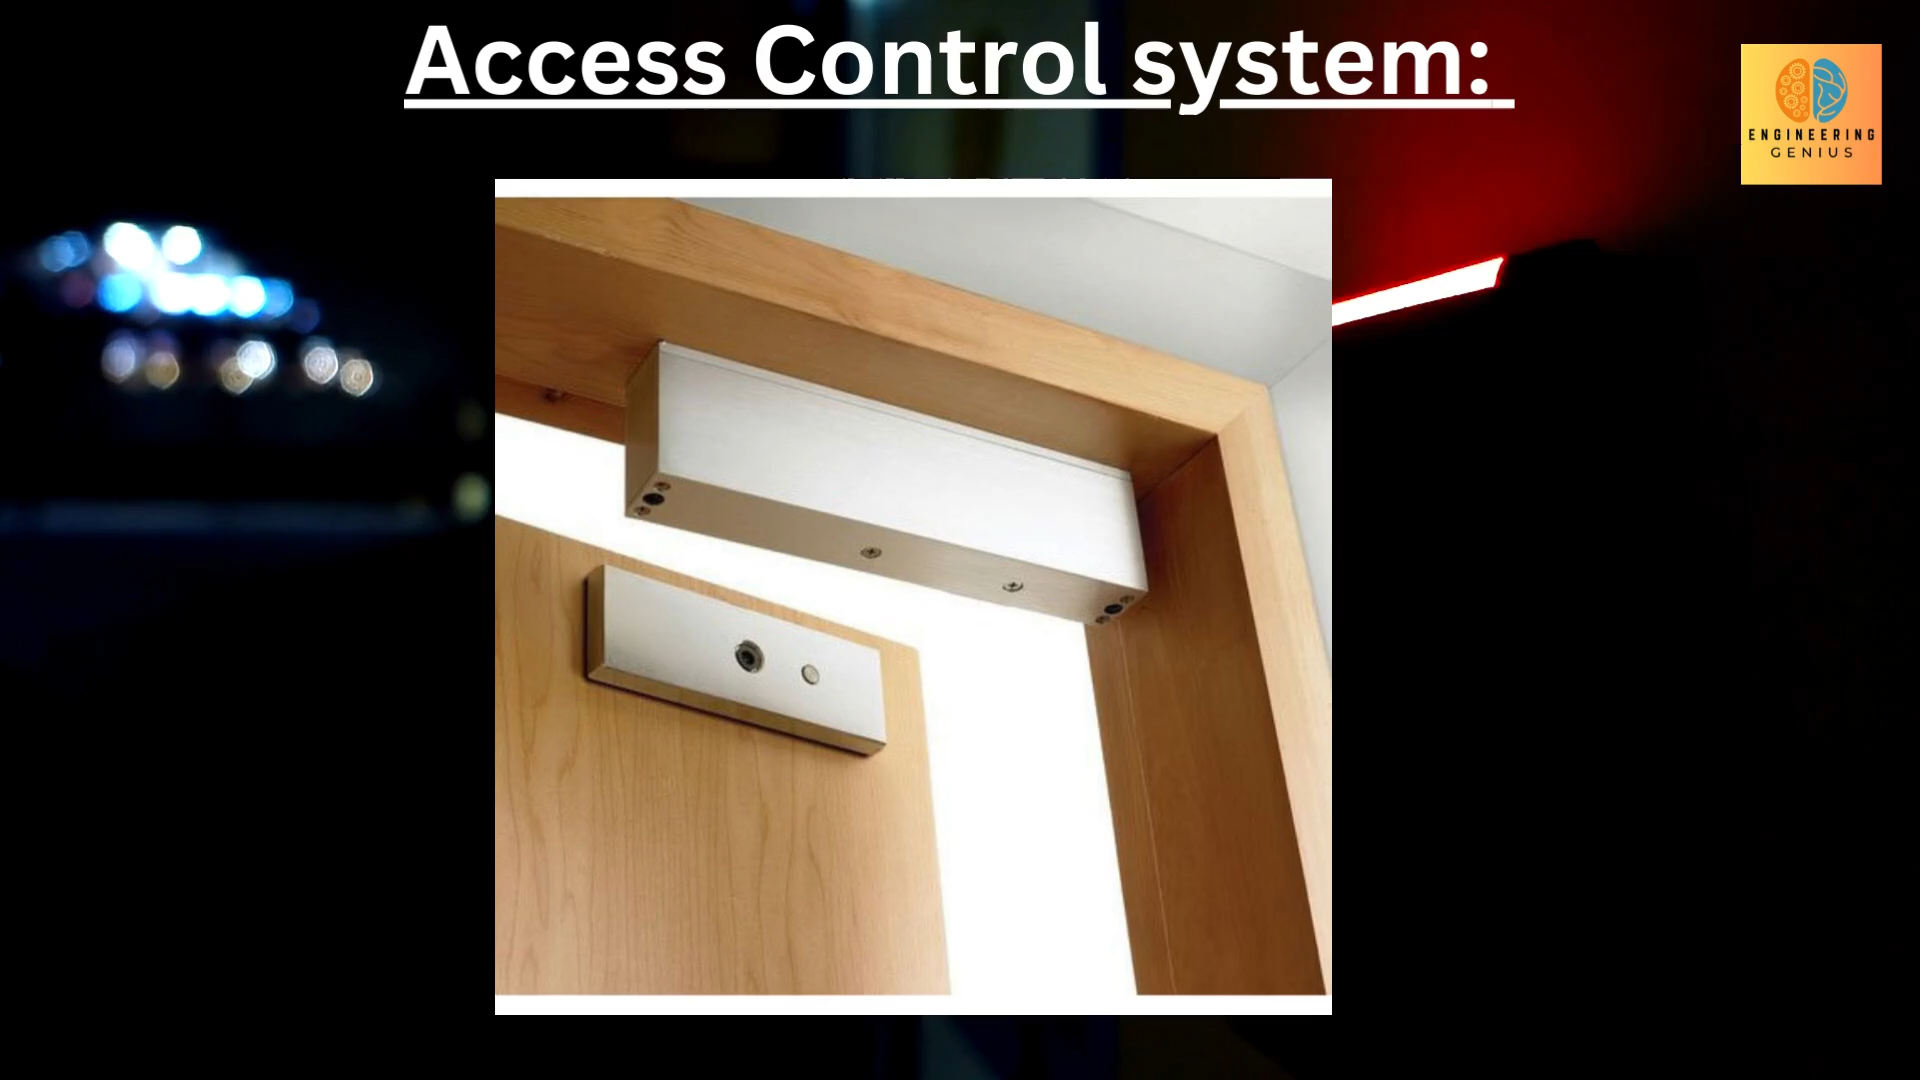 Access Control system:
ENGINEERING
GENIUS